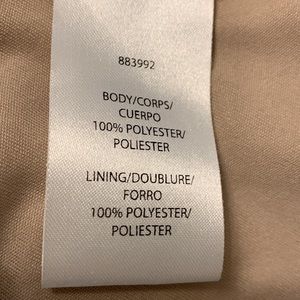 883992
BODY/CORPS/
CUERPO
100% POLYESTER/
POLIESTER
LINING/DOUBLURE/
FORRO
100% POLYESTER/
POLIESTER